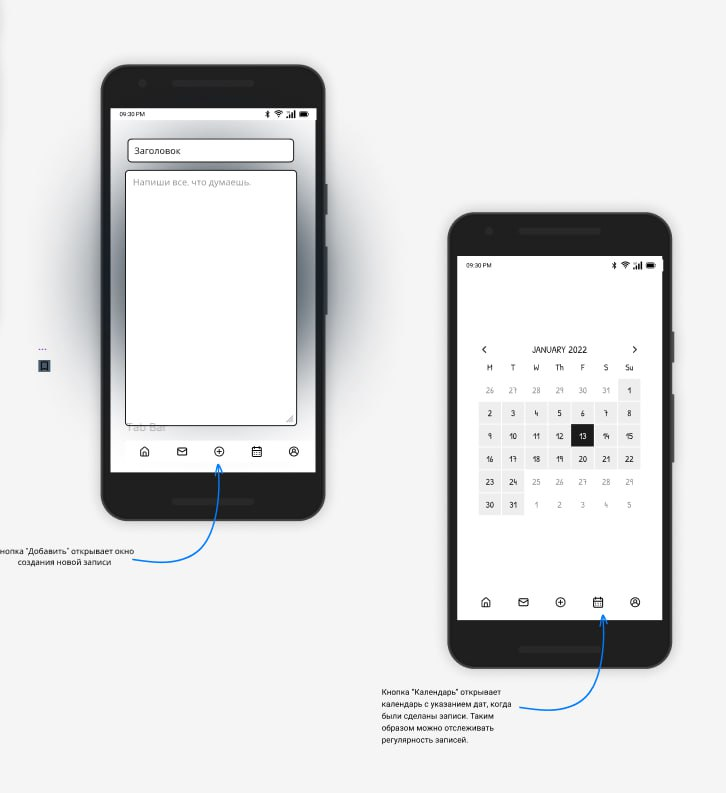 09:30 PM
Заголовок
Напиши все, что думаешь.
...
Tab Bar
нопка "Добавить" открывает окно
создания новой записи
09:30 PM
JANUARY 2022
M T W Th F S Su
26 27 28 29 30 31 1
2 3 4 5 6 7 8
9 10 11 12 13 14 15
16 17 18 19 20 21 22
23 24 25 26 27 28 29
30 31 1 2 3 4 5
Кнопка "Календарь" открывает
календарь с указанием дат, когда
были сделаны записи. Таким
образом можно отслеживать
регулярность записей.